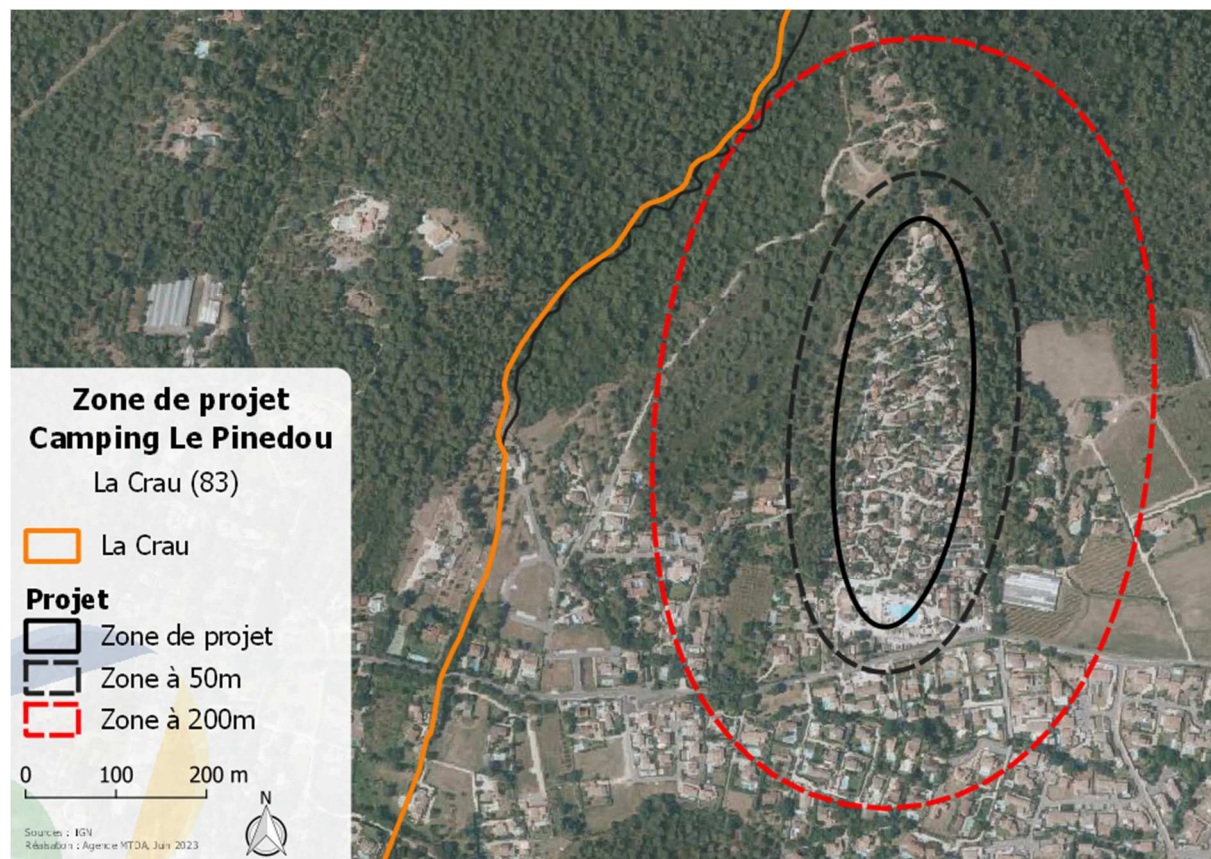 Zone de projet
Camping Le Pinedou
La Crau (83)
La Crau
Projet
Zone de projet
Zone à 50m
Zone à 200m
0 100 200 m
N
Sources : IGN
Réalisation : Agence MTDA, Juin 2023